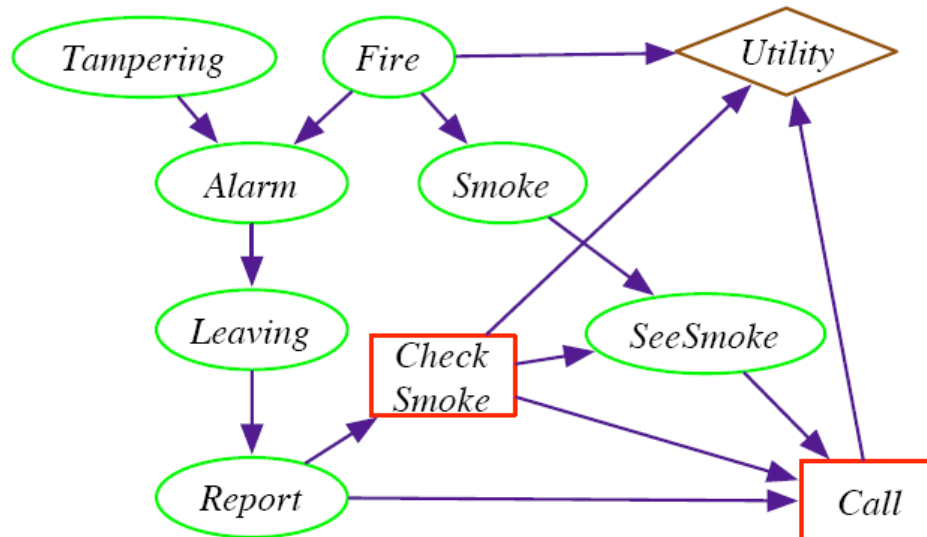 Tampering
Fire
Utility
Alarm
Smoke
Leaving
SeeSmoke
Check
Smoke
Report
Call